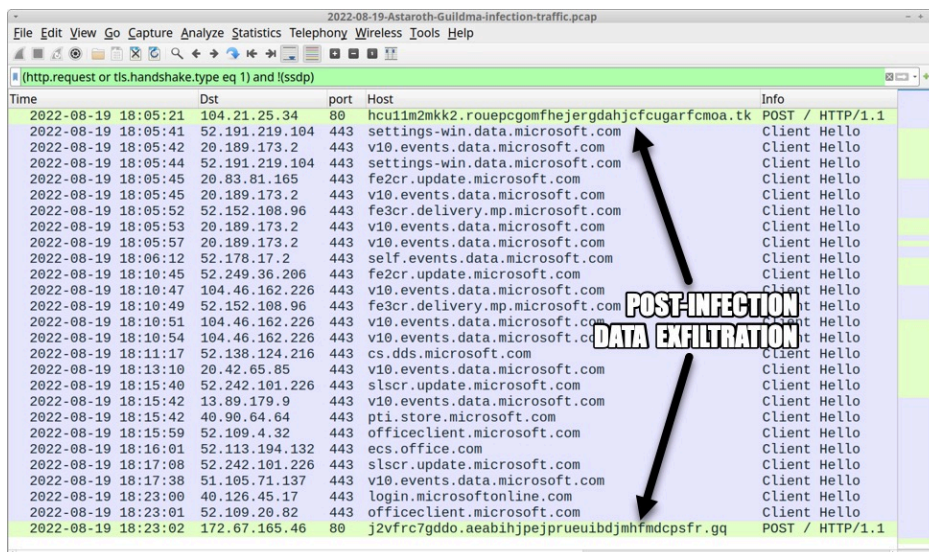 2022-08-19-Astaroth-Guildma-infection-traffic.pcap
File Edit View Go Capture Analyze Statistics Telephony Wireless Tools Help
(http.request or tls.handshake.type eq 1) and !(ssdp)
Time Dst port Host Info
2022-08-19 18:05:21 104.21.25.34 80 hcu11m2mkk2.rouepcgomfhejergdahjcfcugarfcmoa.tk POST / HTTP/1.1
2022-08-19 18:05:41 52.191.219.104 443 settings-win.data.microsoft.com Client Hello
2022-08-19 18:05:42 20.189.173.2 443 v10.events.data.microsoft.com Client Hello
2022-08-19 18:05:44 52.191.219.104 443 settings-win.data.microsoft.com Client Hello
2022-08-19 18:05:45 20.83.81.165 443 fe2cr.update.microsoft.com Client Hello
2022-08-19 18:05:45 20.189.173.2 443 v10.events.data.microsoft.com Client Hello
2022-08-19 18:05:52 52.152.108.96 443 fe3cr.delivery.mp.microsoft.com Client Hello
2022-08-19 18:05:53 20.189.173.2 443 v10.events.data.microsoft.com Client Hello
2022-08-19 18:05:57 20.189.173.2 443 v10.events.data.microsoft.com Client Hello
2022-08-19 18:06:12 52.178.17.2 443 self.events.data.microsoft.com Client Hello
2022-08-19 18:10:45 52.249.36.206 443 fe2cr.update.microsoft.com Client Hello
2022-08-19 18:10:47 104.46.162.226 443 v10.events.data.microsoft.com Client Hello
2022-08-19 18:10:49 52.152.108.96 443 fe3cr.delivery.mp.microsoft.com Client Hello
2022-08-19 18:10:51 104.46.162.226 443 v10.events.data.microsoft.com Client Hello
2022-08-19 18:10:54 104.46.162.226 443 v10.events.data.microsoft.com Client Hello
POST-INFECTION
DATA EXFILTRATION
2022-08-19 18:11:17 52.138.124.216 443 cs.dds.microsoft.com Client Hello
2022-08-19 18:13:10 20.42.65.85 443 v10.events.data.microsoft.com Client Hello
2022-08-19 18:15:40 52.242.101.226 443 slscr.update.microsoft.com Client Hello
2022-08-19 18:15:42 13.89.179.9 443 v10.events.data.microsoft.com Client Hello
2022-08-19 18:15:42 40.90.64.64 443 pti.store.microsoft.com Client Hello
2022-08-19 18:15:59 52.109.4.32 443 officeclient.microsoft.com Client Hello
2022-08-19 18:16:01 52.113.194.132 443 ecs.office.com Client Hello
2022-08-19 18:17:08 52.242.101.226 443 slscr.update.microsoft.com Client Hello
2022-08-19 18:17:38 51.105.71.137 443 v10.events.data.microsoft.com Client Hello
2022-08-19 18:23:00 40.126.45.17 443 login.microsoftonline.com Client Hello
2022-08-19 18:23:01 52.109.20.82 443 officeclient.microsoft.com Client Hello
2022-08-19 18:23:02 172.67.165.46 80 j2vfrc7gddo.aeabihjpejprueuibdjmhfmdcpsfr.gq POST / HTTP/1.1